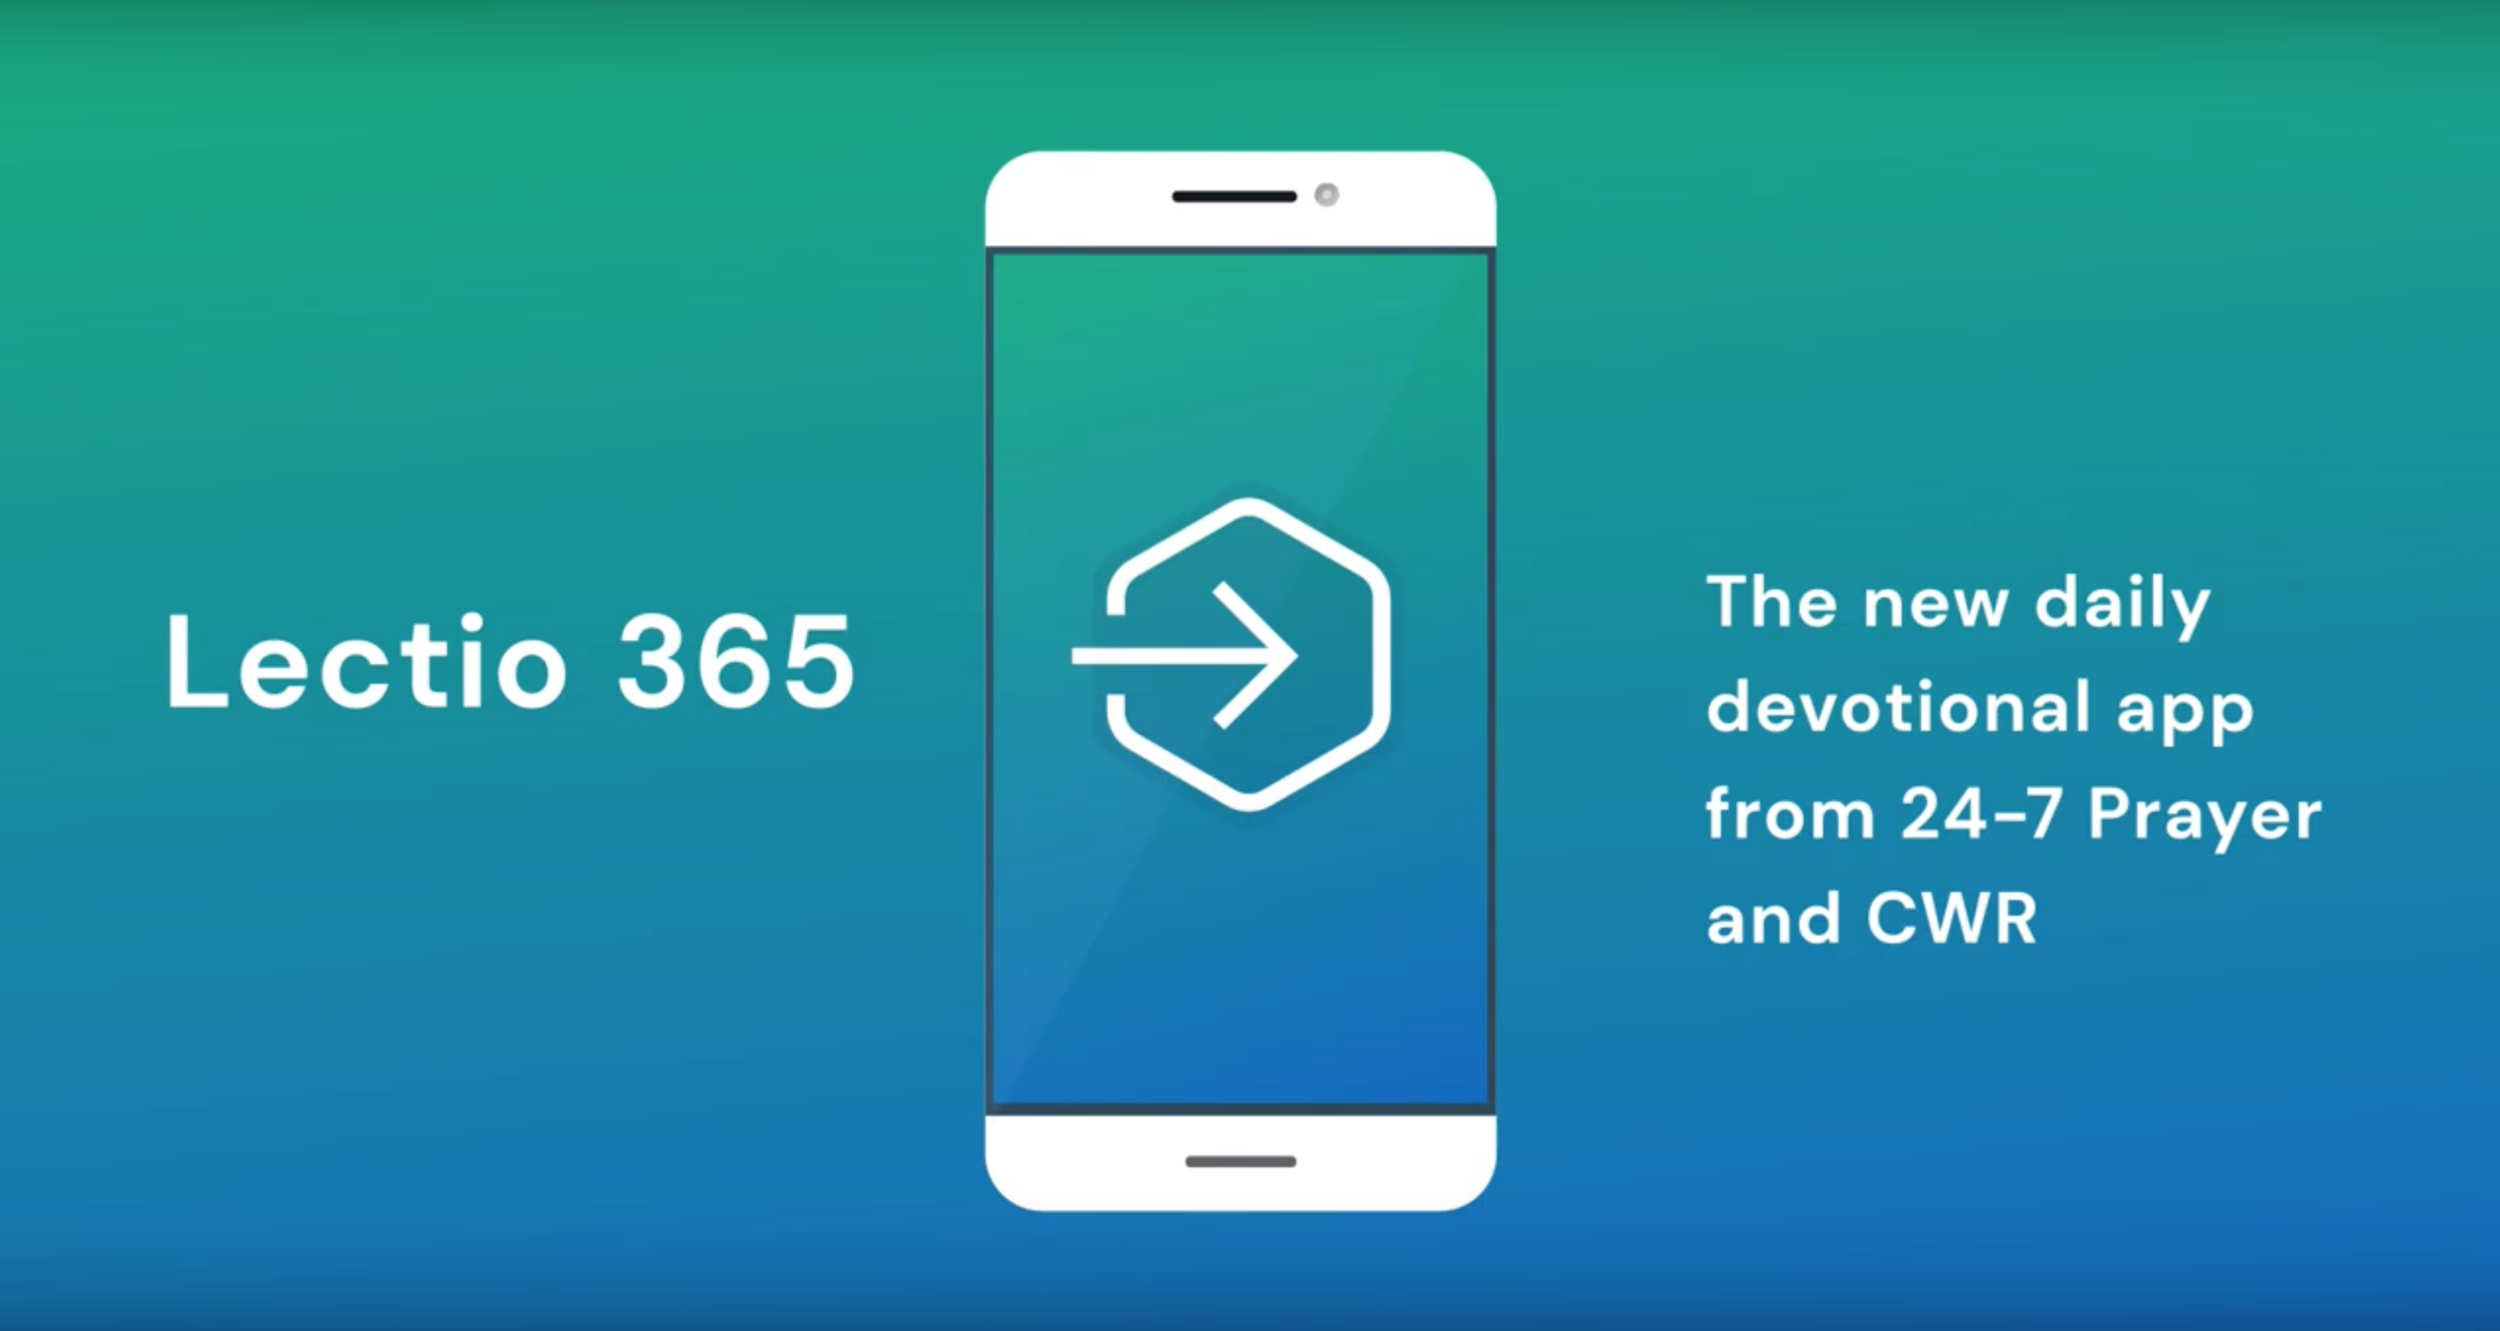 Lectio 365
The new daily
devotional app
from 24-7 Prayer
and CWR